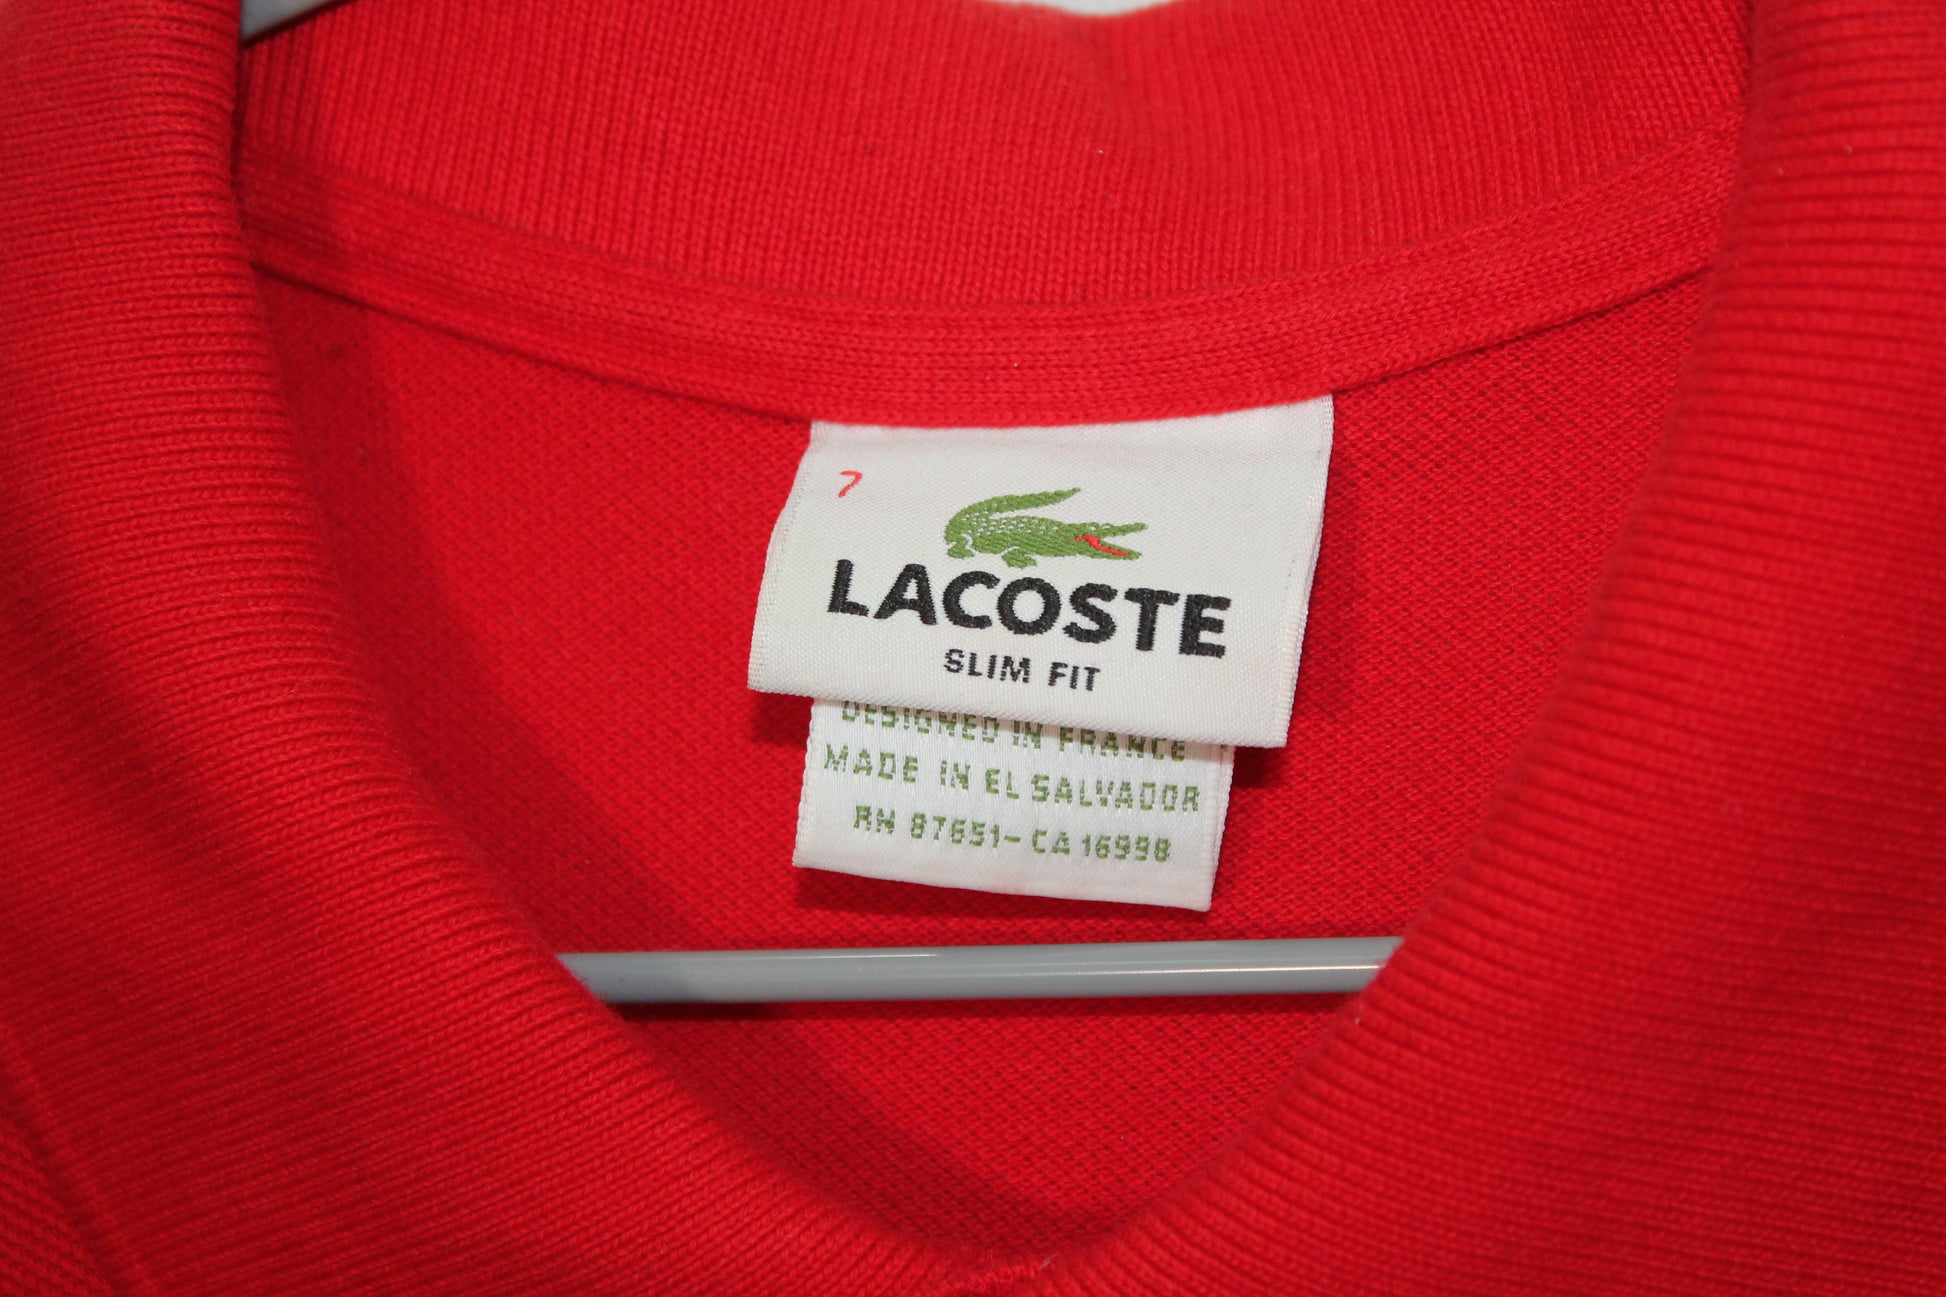 7
LACOSTE
SLIM FIT
DESIGNED IN FRANCE
MADE IN EL SALVADOR
RN 87651-CA 16998